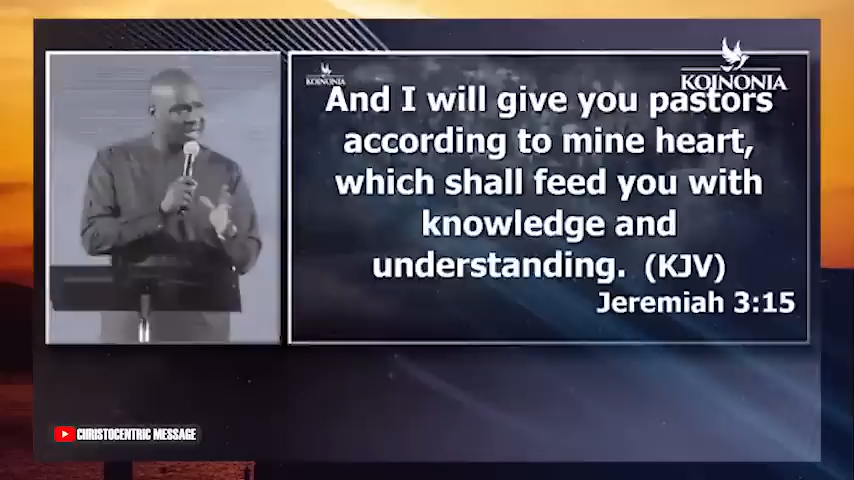 KOINONIA
KOINONIA
And I will give you pastors
according to mine heart,
which shall feed you with
knowledge and
understanding. (KJV)
Jeremiah 3:15
CHRISTOCENTRIC MESSAGE